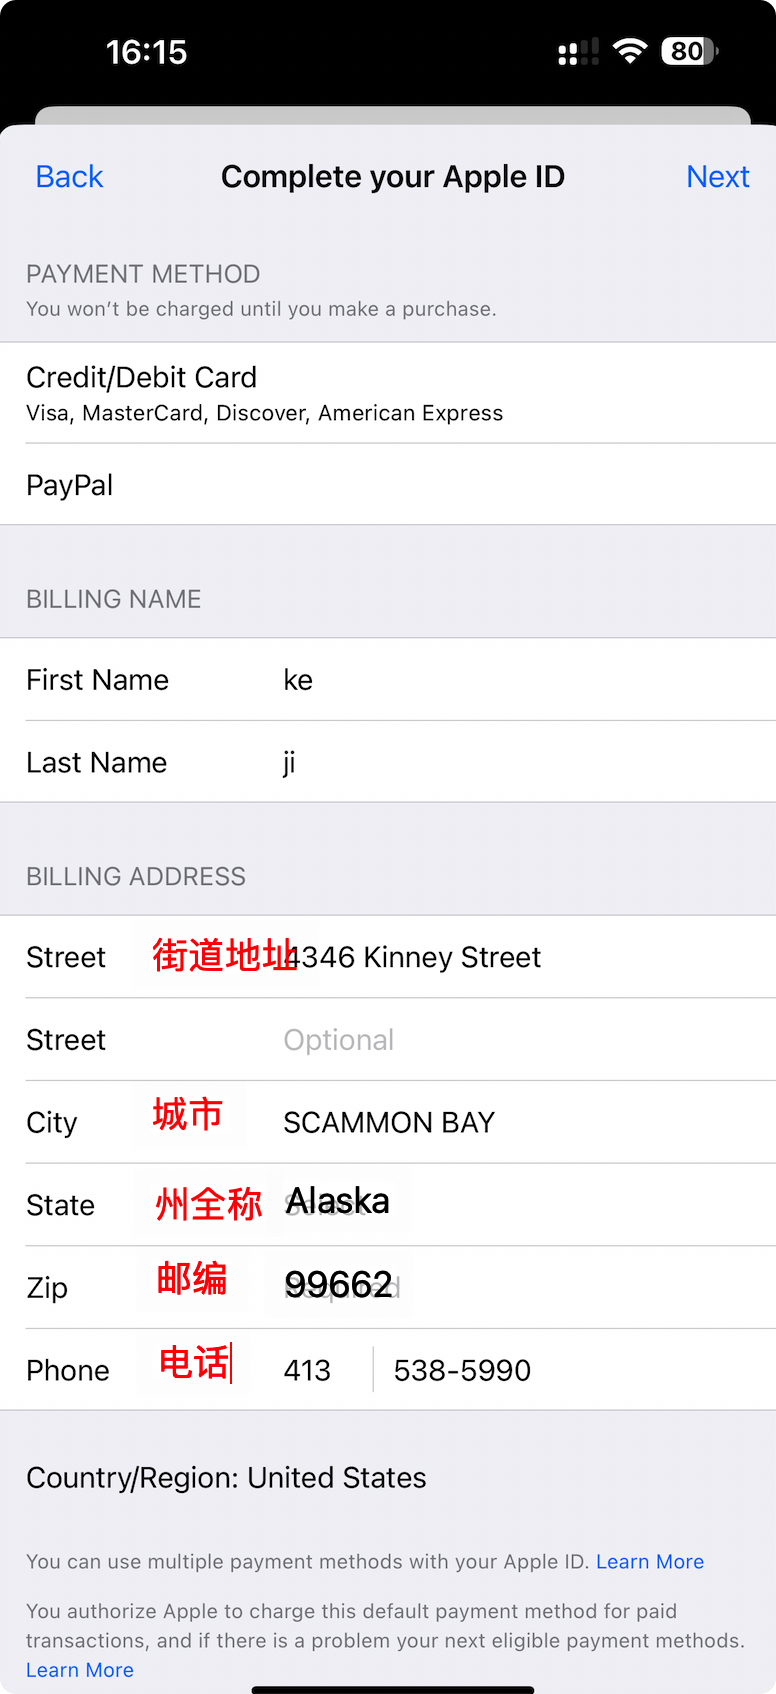 16:15
80
Back Complete your Apple ID Next
PAYMENT METHOD
You won’t be charged until you make a purchase.
Credit/Debit Card
Visa, MasterCard, Discover, American Express
PayPal
BILLING NAME
First Name ke
Last Name ji
BILLING ADDRESS
Street 街道地址 4346 Kinney Street
Street Optional
City 城市 SCAMMON BAY
State 州全称 Alaska
Zip 邮编 99662
Phone 电话 413 538-5990
Country/Region: United States
You can use multiple payment methods with your Apple ID. Learn More
You authorize Apple to charge this default payment method for paid
transactions, and if there is a problem your next eligible payment methods.
Learn More